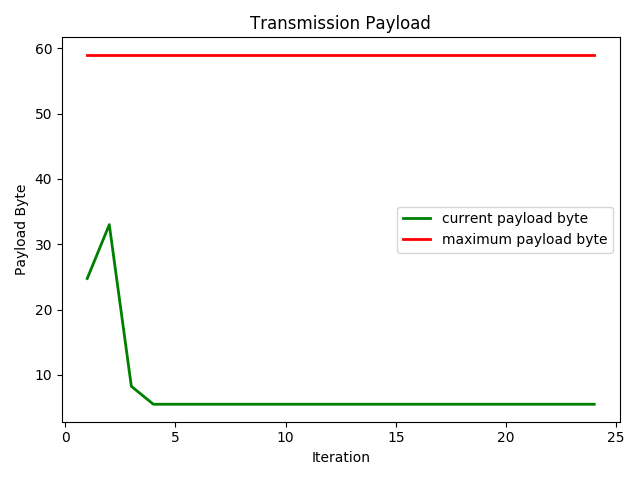 Transmission Payload
60
50
40
30
20
10
Payload Byte
current payload byte
maximum payload byte
0
5
10
15
20
25
Iteration